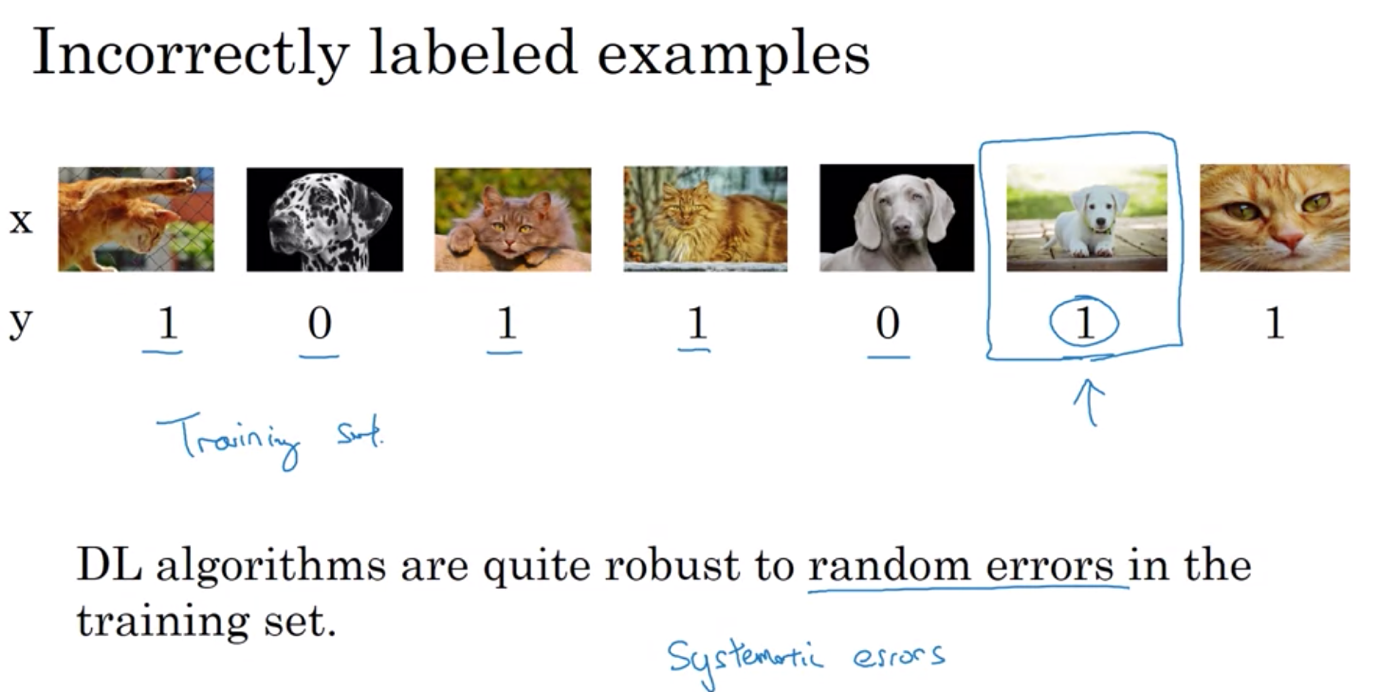 Incorrectly labeled examples
x
y 1 0 1 1 0 1 1
Training set.
DL algorithms are quite robust to random errors in the
training set.
Systematic errors